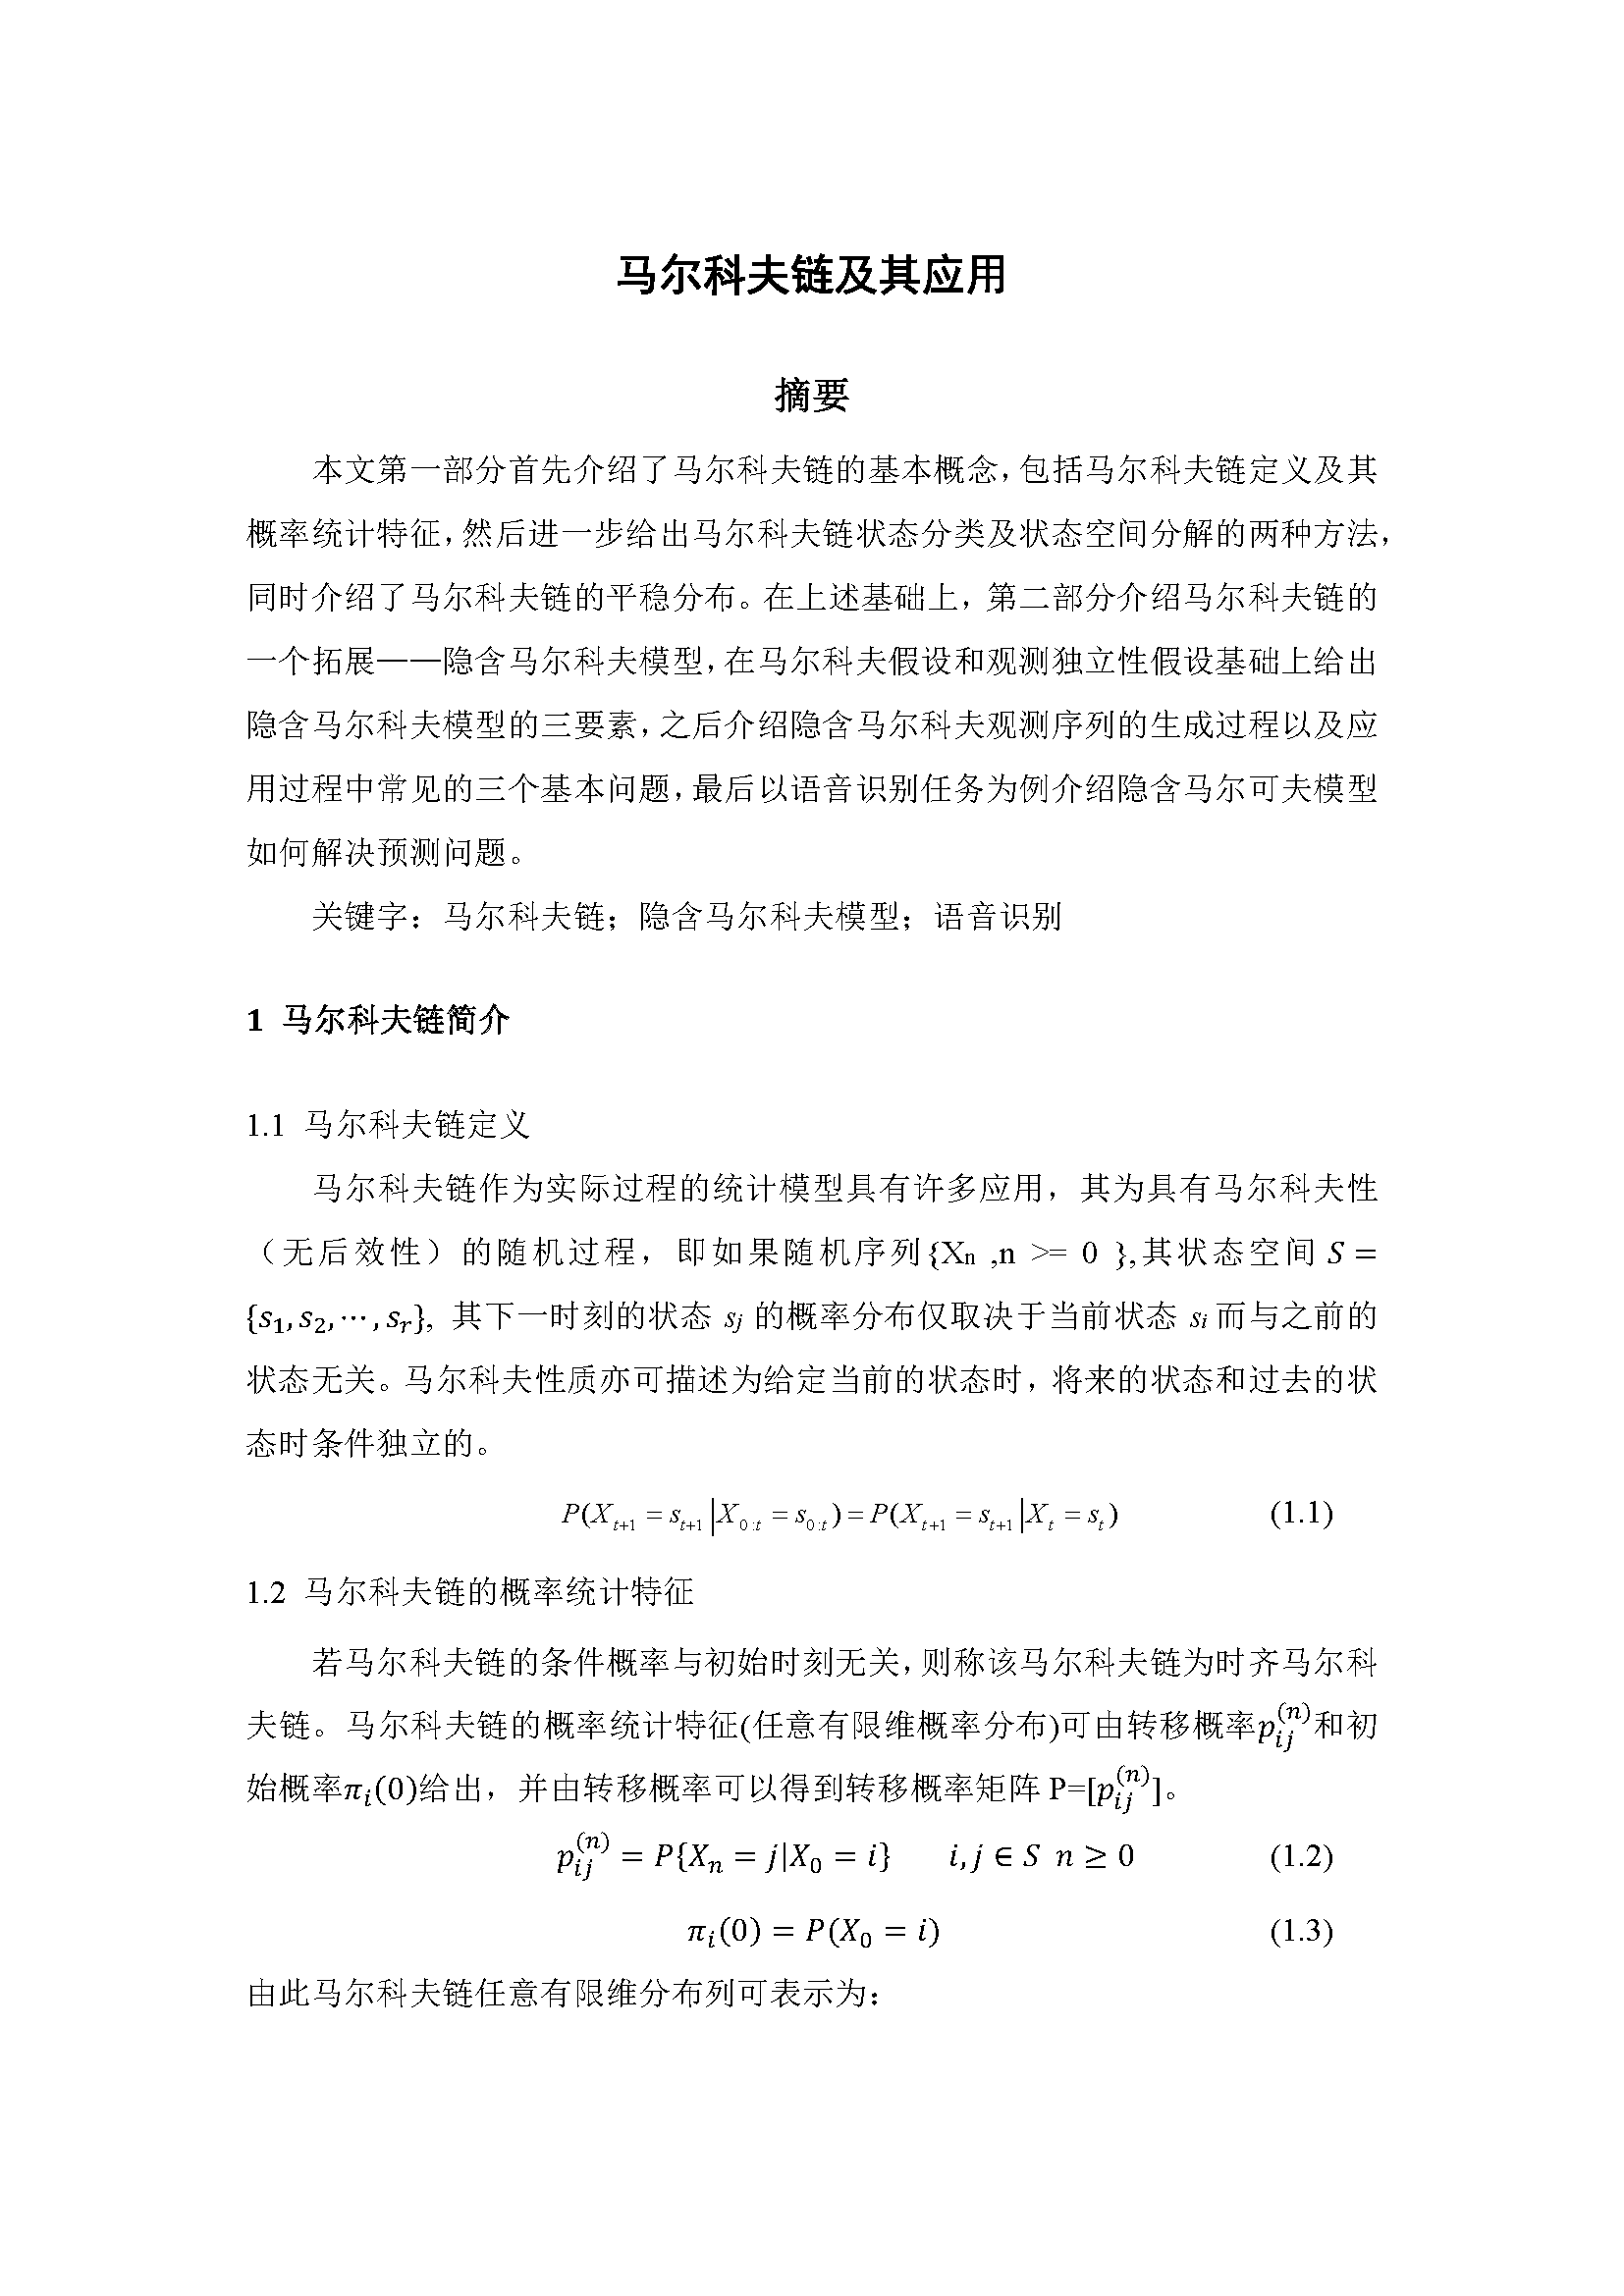 马尔科夫链及其应用
摘要
本文第一部分首先介绍了马尔科夫链的基本概念，包括马尔科夫链定义及其
概率统计特征，然后进一步给出马尔科夫链状态分类及状态空间分解的两种方法，
同时介绍了马尔科夫链的平稳分布。在上述基础上，第二部分介绍马尔科夫链的
一个拓展——隐含马尔科夫模型，在马尔科夫假设和观测独立性假设基础上给出
隐含马尔科夫模型的三要素，之后介绍隐含马尔科夫观测序列的生成过程以及应
用过程中常见的三个基本问题，最后以语音识别任务为例介绍隐含马尔可夫模型
如何解决预测问题。
关键字：马尔科夫链；隐含马尔科夫模型；语音识别
1 马尔科夫链简介
1.1 马尔科夫链定义
马尔科夫链作为实际过程的统计模型具有许多应用，其为具有马尔科夫性
（无后效性）的随机过程，即如果随机序列{Xn ,n >= 0 },其状态空间 S =
{s₁, s₂, ⋯ , sᵣ}, 其下一时刻的状态 sj 的概率分布仅取决于当前状态 si 而与之前的
状态无关。马尔科夫性质亦可描述为给定当前的状态时，将来的状态和过去的状
态时条件独立的。
P(X_{t+1} = s_{t+1} | X_{0:t} = s_{0:t}) = P(X_{t+1} = s_{t+1} | X_t = s_t) (1.1)
1.2 马尔科夫链的概率统计特征
若马尔科夫链的条件概率与初始时刻无关，则称该马尔科夫链为时齐马尔科
夫链。马尔科夫链的概率统计特征(任意有限维概率分布)可由转移概率p_{ij}^{(n)}和初
始概率π_i(0)给出，并由转移概率可以得到转移概率矩阵 P=[p_{ij}^{(n)}]。
p_{ij}^{(n)} = P{X_n = j|X_0 = i} i, j ∈ S n ≥ 0 (1.2)
π_i(0) = P(X_0 = i) (1.3)
由此马尔科夫链任意有限维分布列可表示为：